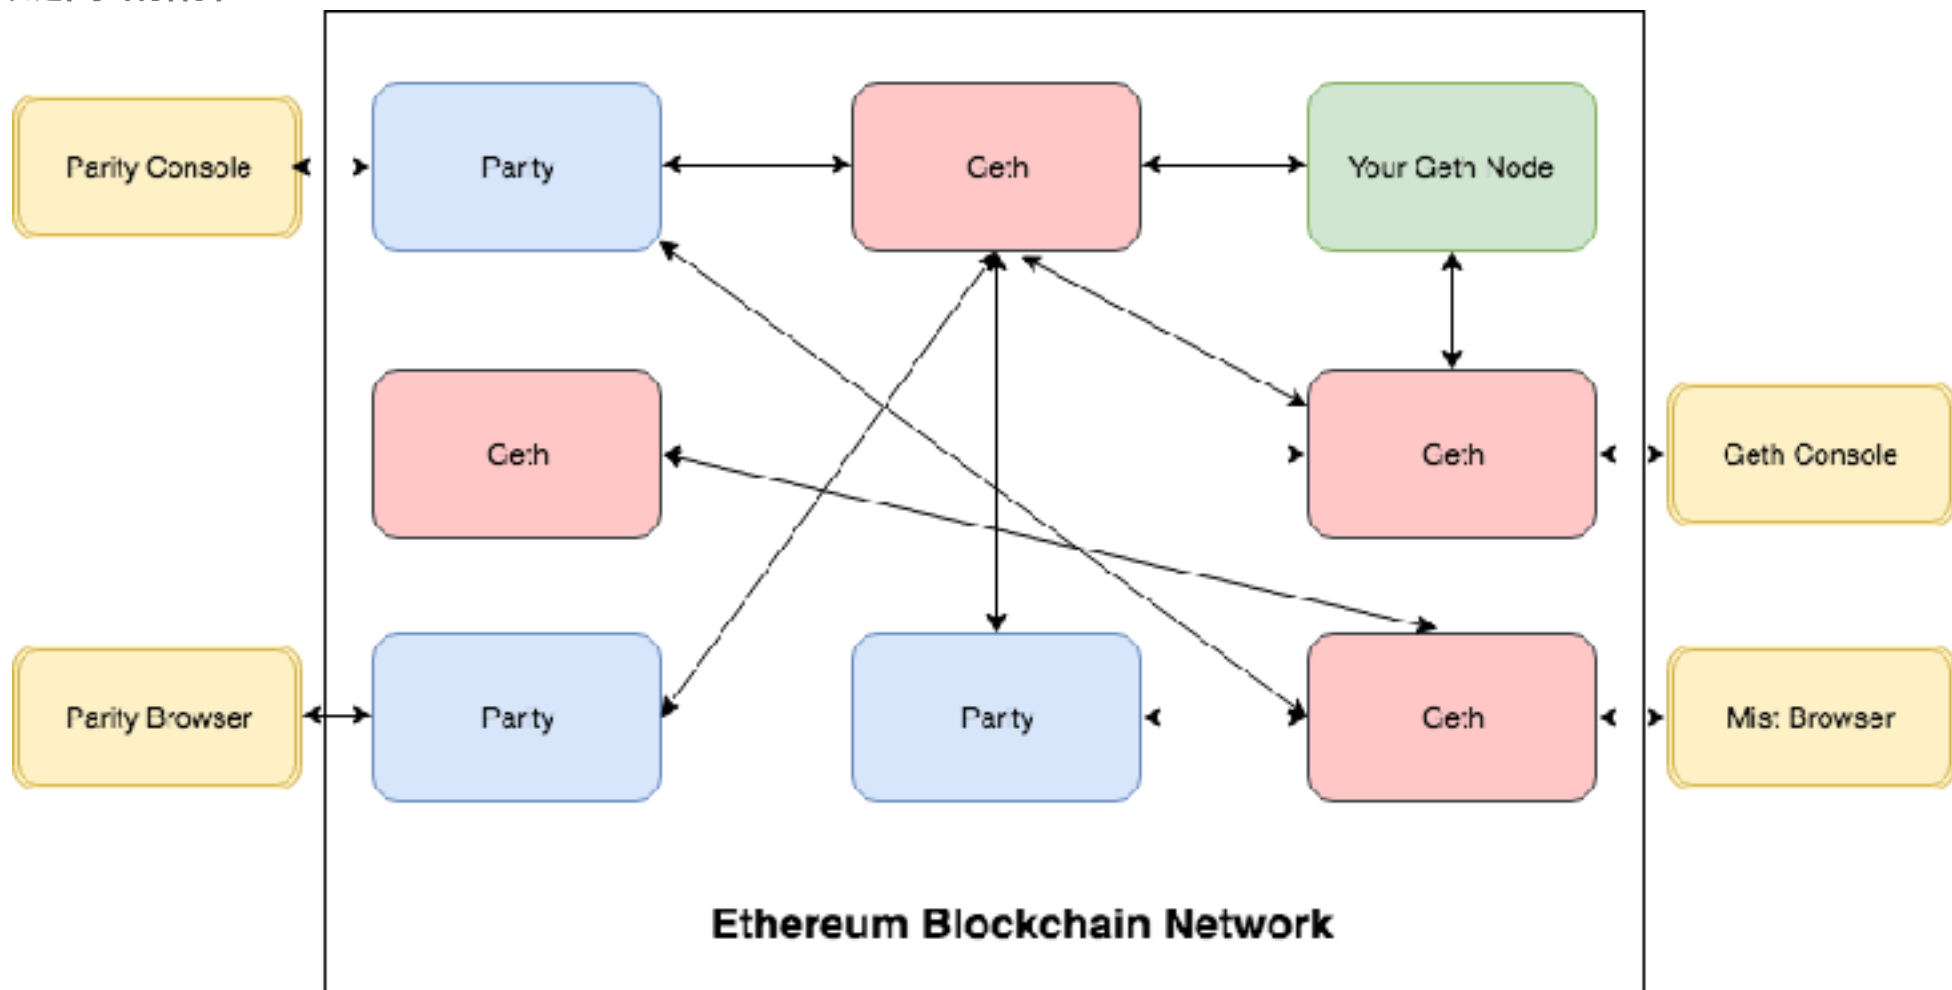 Parity Console
Parity
Geth
Your Geth Node
Geth
Geth
Geth Console
Parity Browser
Parity
Parity
Geth
Mist Browser
Ethereum Blockchain Network